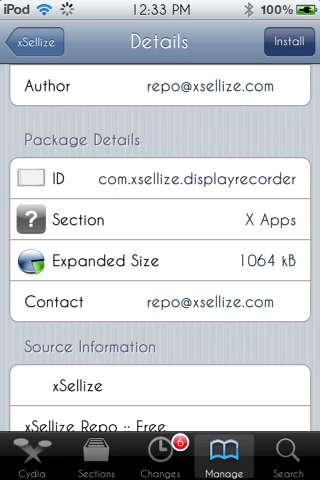 iPod 12:33 PM 100%
xSellize Details Install
Author repo@xsellize.com
Package Details
ID com.xsellize.displayrecorder
? Section X Apps
Expanded Size 1064 kB
Contact repo@xsellize.com
Source Information
xSellize
xSellize Repo :: Free
6
Cydia Sections Changes Manage Search